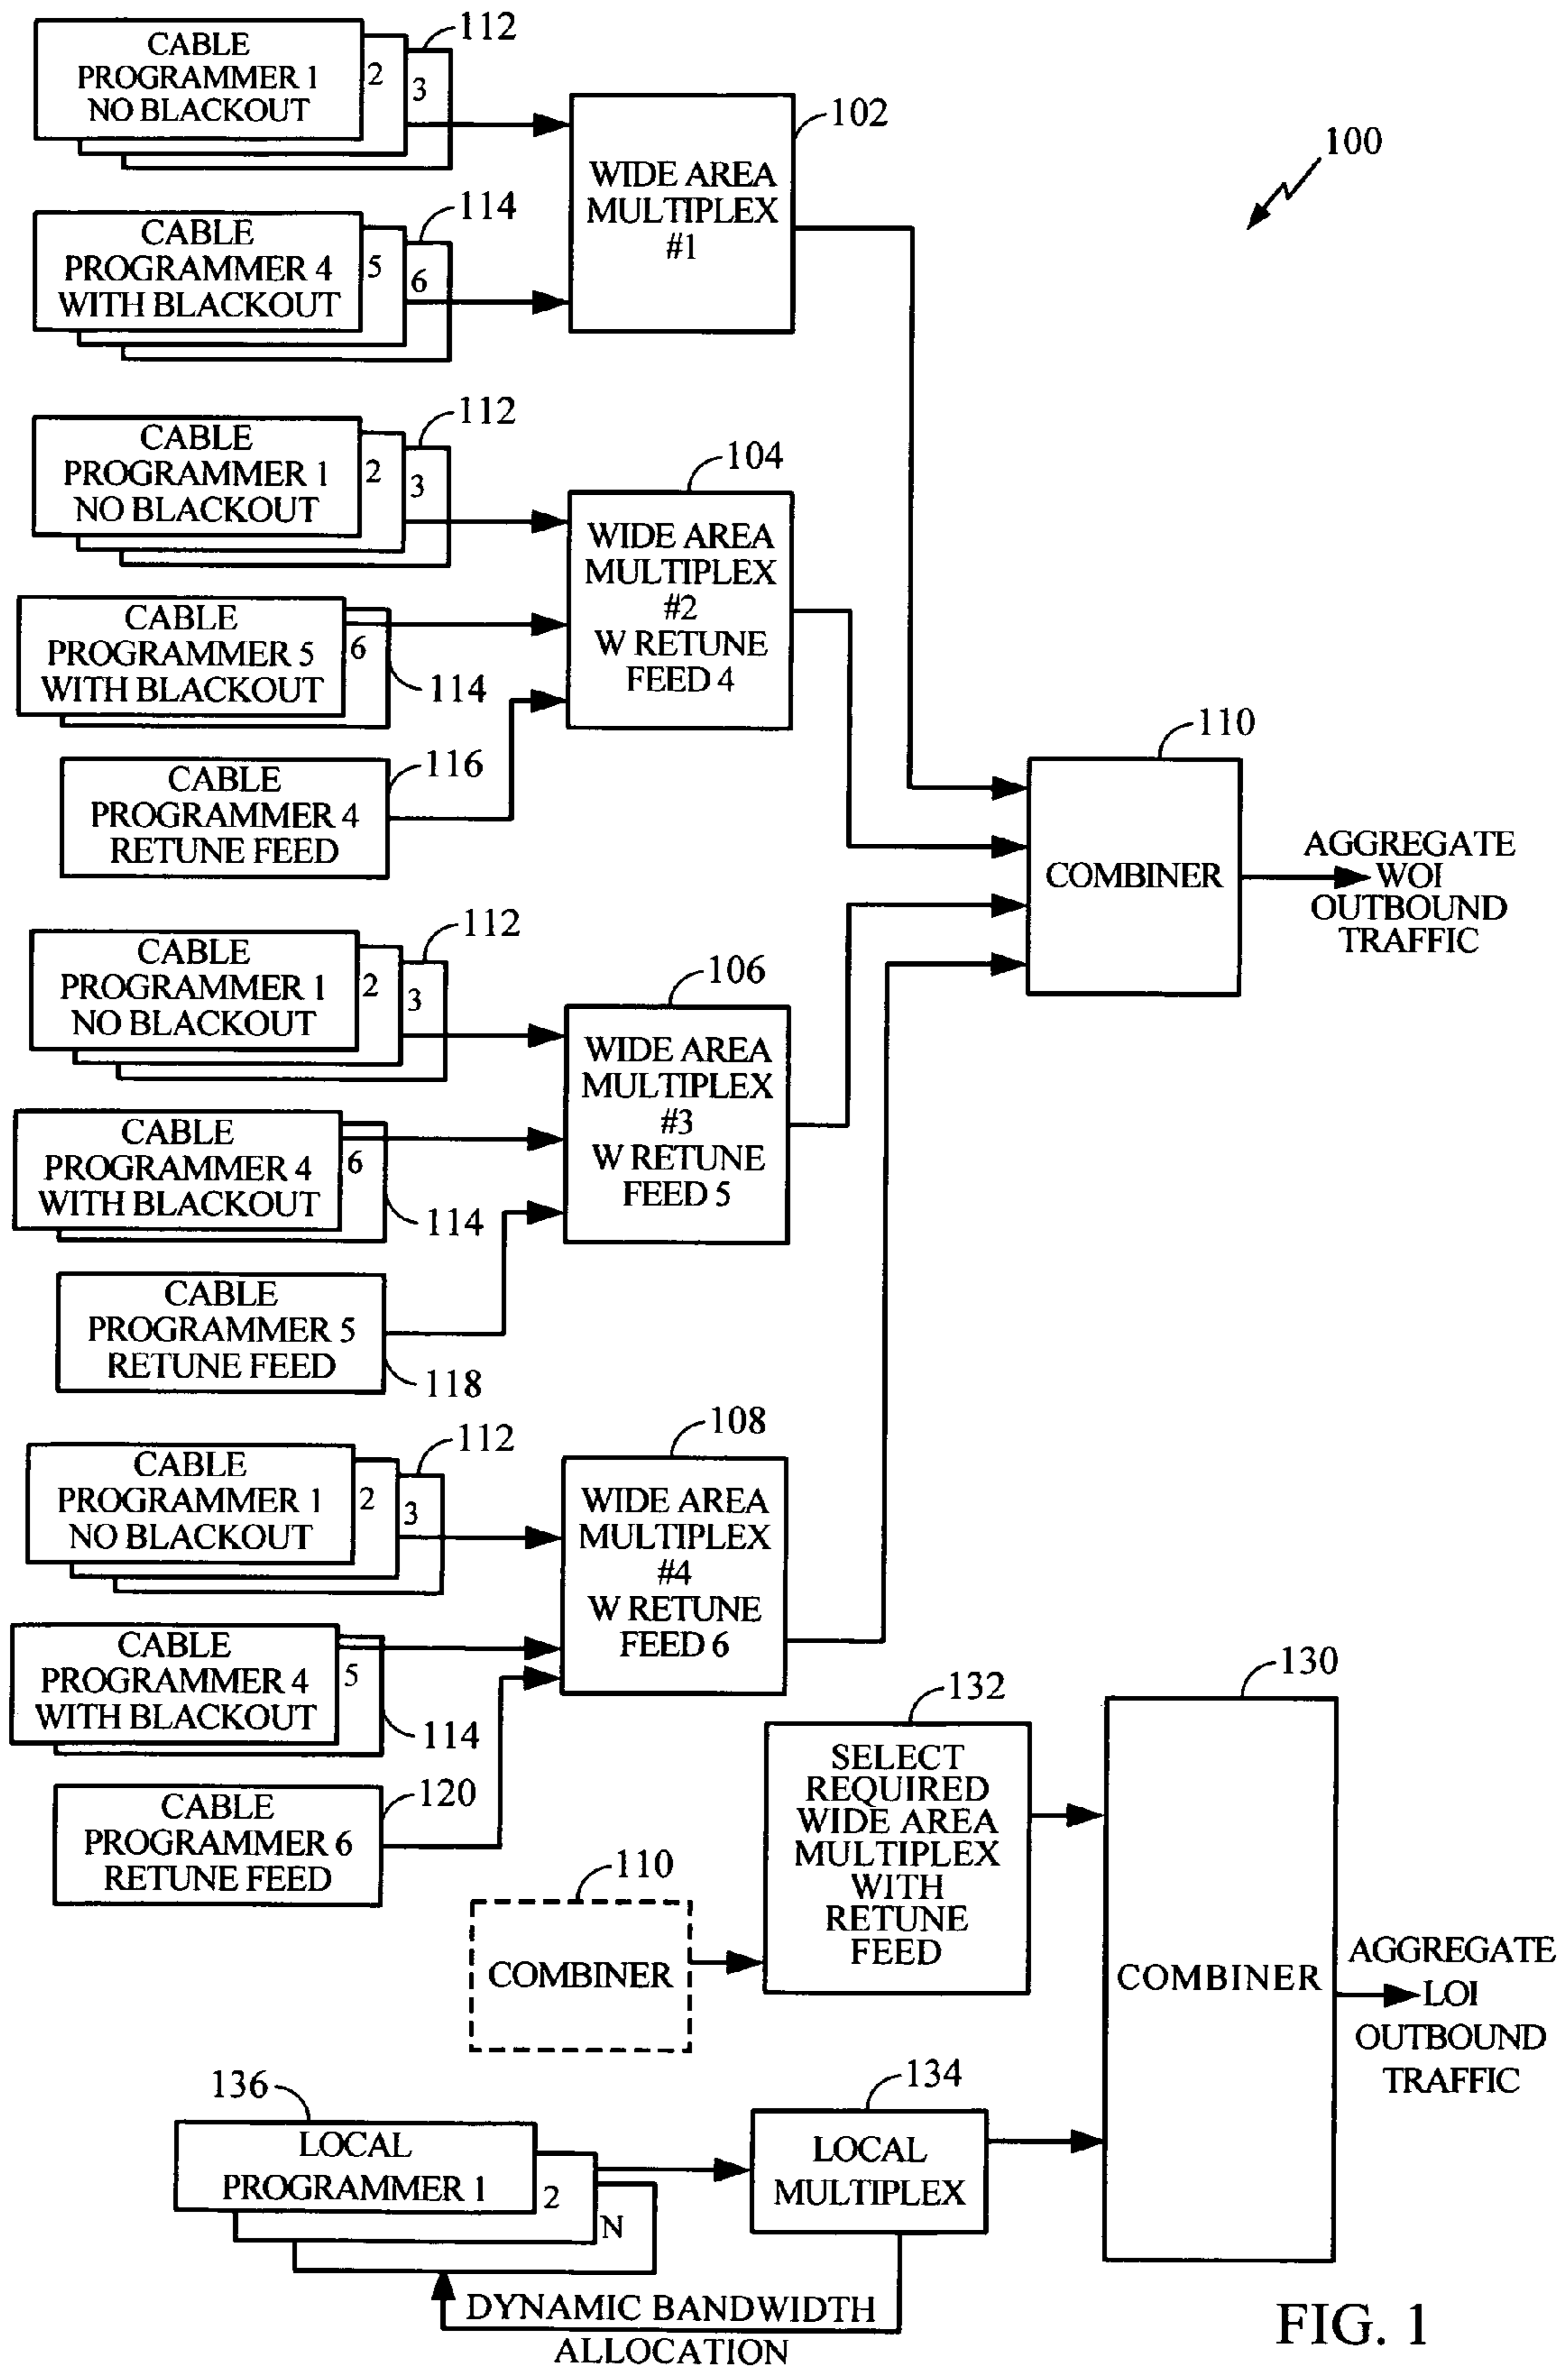 112
CABLE
PROGRAMMER 1
NO BLACKOUT
2
3
102
WIDE AREA
MULTIPLEX
#1
100
114
CABLE
PROGRAMMER 4
WITH BLACKOUT
5
6
112
CABLE
PROGRAMMER 1
NO BLACKOUT
2
3
104
WIDE AREA
MULTIPLEX
#2
W RETUNE
FEED 4
CABLE
PROGRAMMER 5
WITH BLACKOUT
6
114
116
CABLE
PROGRAMMER 4
RETUNE FEED
110
COMBINER
AGGREGATE
WOI
OUTBOUND
TRAFFIC
112
CABLE
PROGRAMMER 1
NO BLACKOUT
2
3
106
WIDE AREA
MULTIPLEX
#3
W RETUNE
FEED 5
CABLE
PROGRAMMER 4
WITH BLACKOUT
6
114
CABLE
PROGRAMMER 5
RETUNE FEED
118
112
CABLE
PROGRAMMER 1
NO BLACKOUT
2
3
108
WIDE AREA
MULTIPLEX
#4
W RETUNE
FEED 6
CABLE
PROGRAMMER 4
WITH BLACKOUT
5
114
120
CABLE
PROGRAMMER 6
RETUNE FEED
110
COMBINER
132
SELECT
REQUIRED
WIDE AREA
MULTIPLEX
WITH
RETUNE
FEED
130
COMBINER
AGGREGATE
LOI
OUTBOUND
TRAFFIC
136
LOCAL
PROGRAMMER 1
2
N
134
LOCAL
MULTIPLEX
DYNAMIC BANDWIDTH
ALLOCATION
FIG. 1